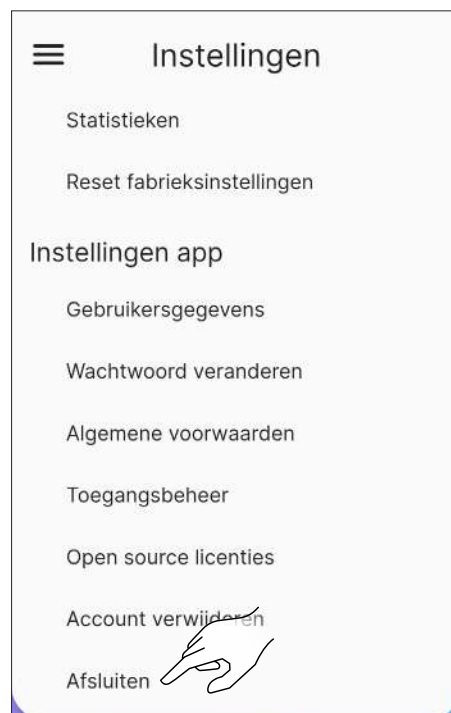 Instellingen
Statistieken
Reset fabrieksinstellingen
Instellingen app
Gebruikersgegevens
Wachtwoord veranderen
Algemene voorwaarden
Toegangsbeheer
Open source licenties
Account verwijderen
Afsluiten